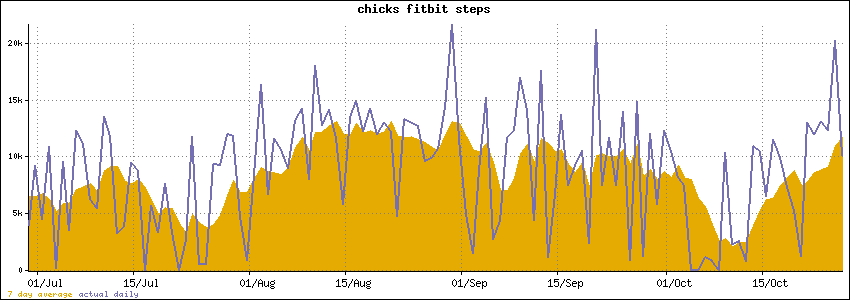 chicks fitbit steps
20k
15k
10k
5k
0
01/Jul 15/Jul 01/Aug 15/Aug 01/Sep 15/Sep 01/Oct 15/Oct
7 day average actual daily